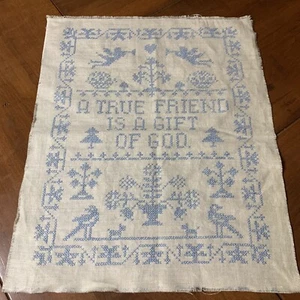 A TRUE FRIEND
IS A GIFT
OF GOD.